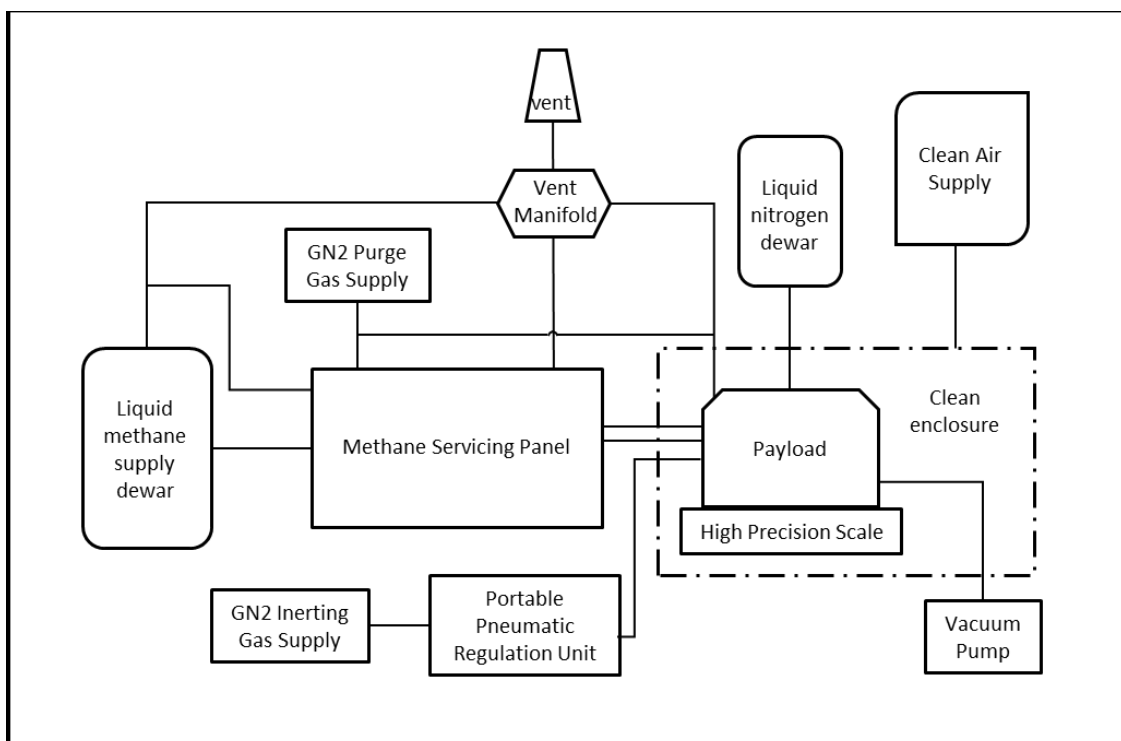 vent
Vent
Manifold
Liquid
nitrogen
dewar
Clean Air
Supply
GN2 Purge
Gas Supply
Liquid
methane
supply
dewar
Methane Servicing Panel
Payload
Clean
enclosure
High Precision Scale
GN2 Inerting
Gas Supply
Portable
Pneumatic
Regulation Unit
Vacuum
Pump